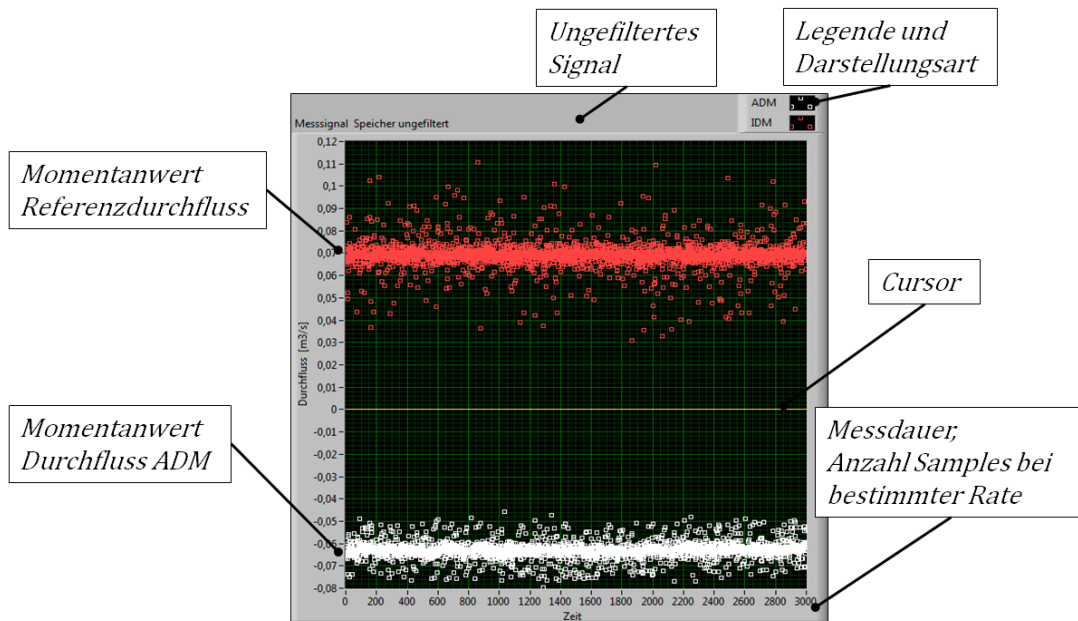 Ungefiltertes
Signal
Legende und
Darstellungsart
ADM
IDM
Messsignal Speicher ungefiltert
Momentanwert
Referenzdurchfluss
Cursor
Momentanwert
Durchfluss ADM
Messdauer,
Anzahl Samples bei
bestimmter Rate
Durchfluss [m3/s]
0,12
0,11
0,1
0,09
0,08
0,07
0,06
0,05
0,04
0,03
0,02
0,01
0
-0,01
-0,02
-0,03
-0,04
-0,05
-0,06
-0,07
-0,08
0 200 400 600 800 1000 1200 1400 1600 1800 2000 2200 2400 2600 2800 3000
Zeit